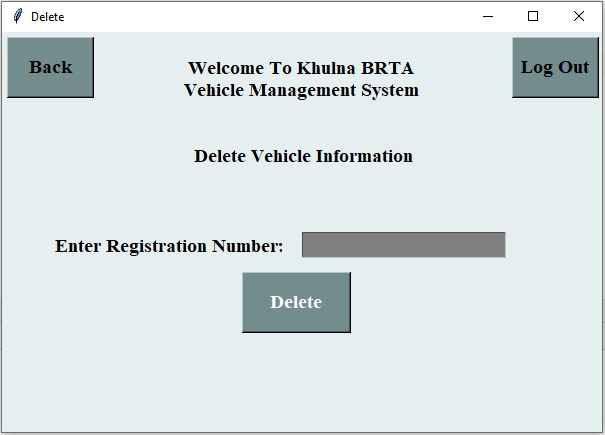 Delete
Back
Welcome To Khulna BRTA
Vehicle Management System
Log Out
Delete Vehicle Information
Enter Registration Number:
Delete